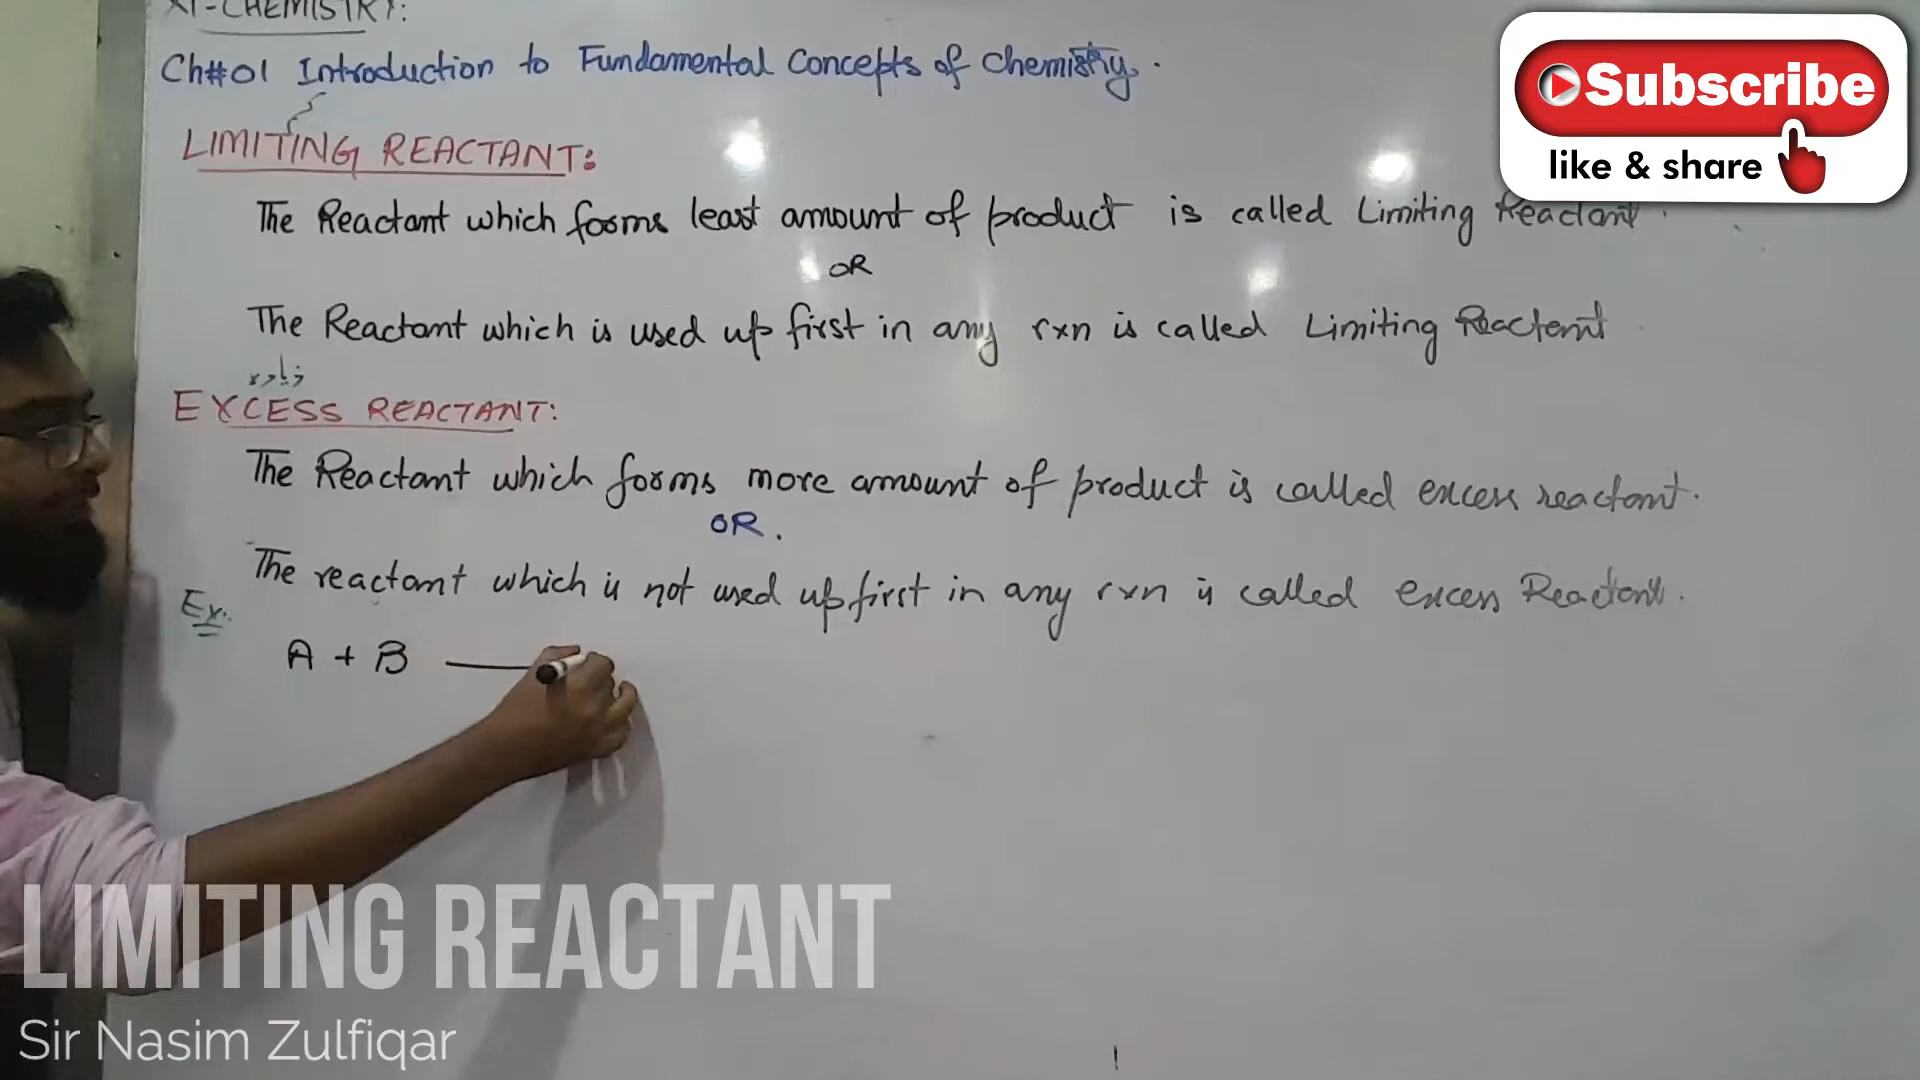 XI-CHEMISTRY:
Ch#01 Introduction to Fundamental Concepts of Chemistry.
LIMITING REACTANT:
The Reactant which forms least amount of product is called Limiting Reactant.
OR
The Reactant which is used up first in any rxn is called Limiting Reactant
زیادہ
EXCESS REACTANT:
The Reactant which forms more amount of product is called excess reactant.
OR.
The reactant which is not used up first in any rxn is called excess Reactant.
Ex.
A + B
Subscribe
like & share
LIMITING REACTANT
Sir Nasim Zulfiqar